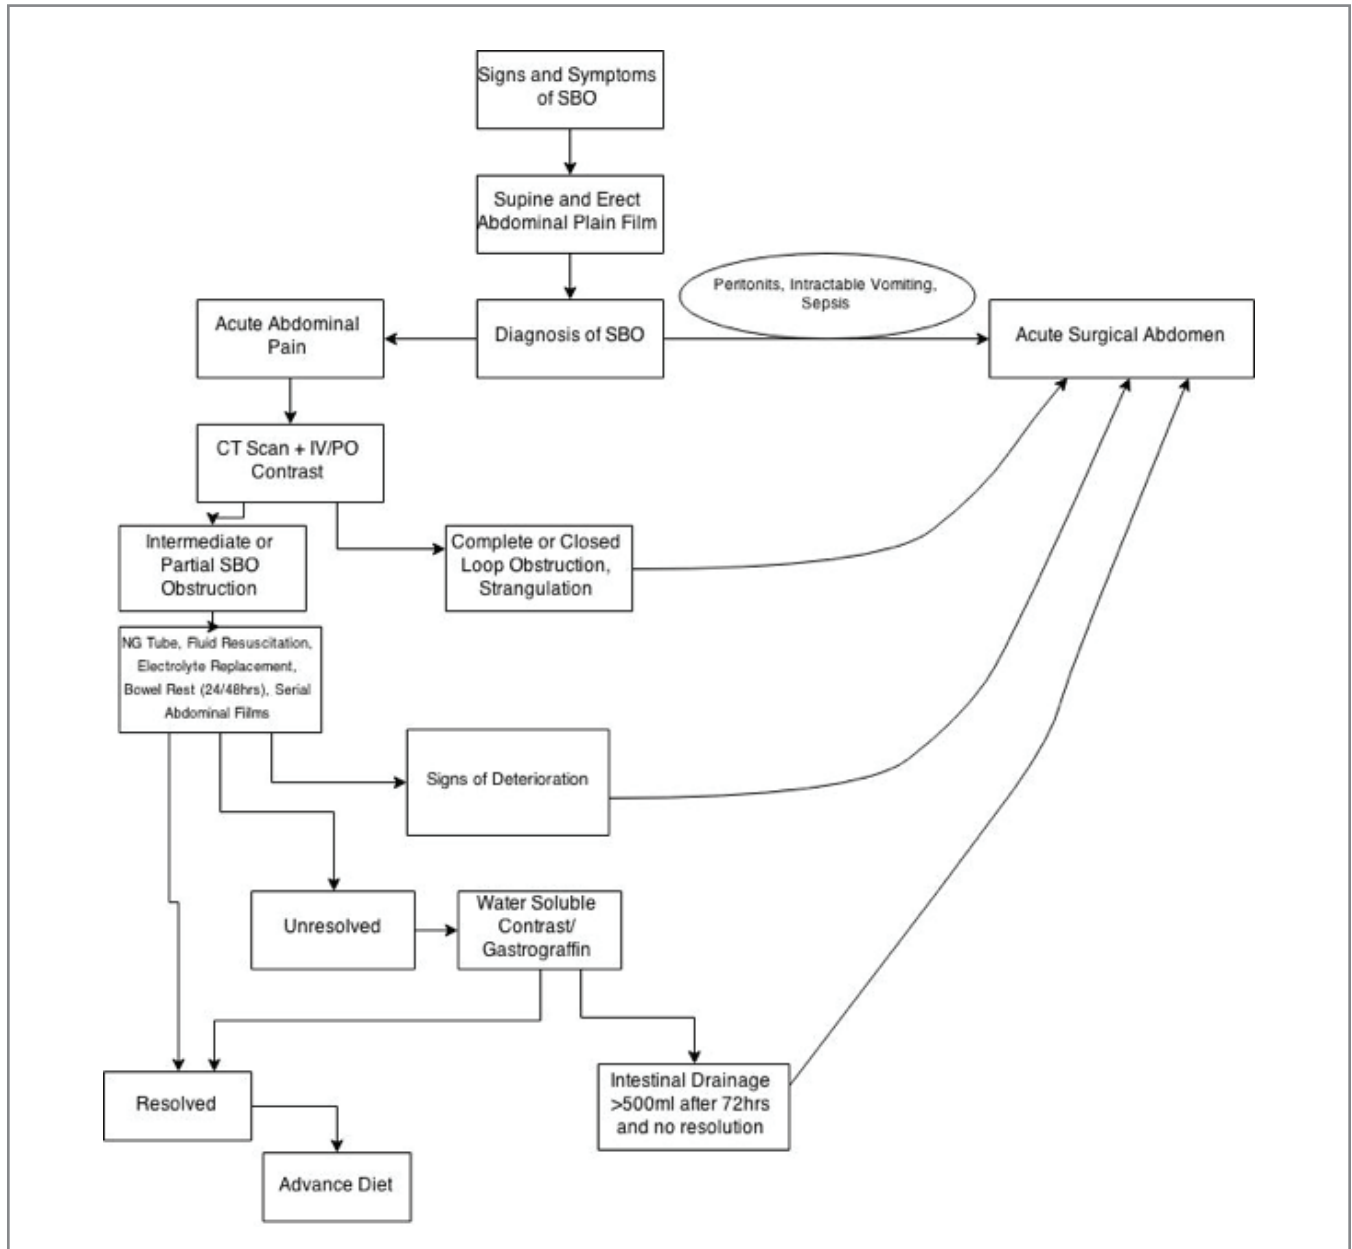 Signs and Symptoms
of SBO
Supine and Erect
Abdominal Plain Film
Peritonits, Intractable Vomiting,
Sepsis
Acute Abdominal
Pain
Diagnosis of SBO
Acute Surgical Abdomen
CT Scan + IV/PO
Contrast
Intermediate or
Partial SBO
Obstruction
Complete or Closed
Loop Obstruction,
Strangulation
NG Tube, Fluid Resuscitation,
Electrolyte Replacement,
Bowel Rest (24/48hrs), Serial
Abdominal Fiilms
Signs of Deterioration
Unresolved
Water Soluble
Contrast/
Gastrograffin
Resolved
Intestinal Drainage
>500ml after 72hrs
and no resolution
Advance Diet